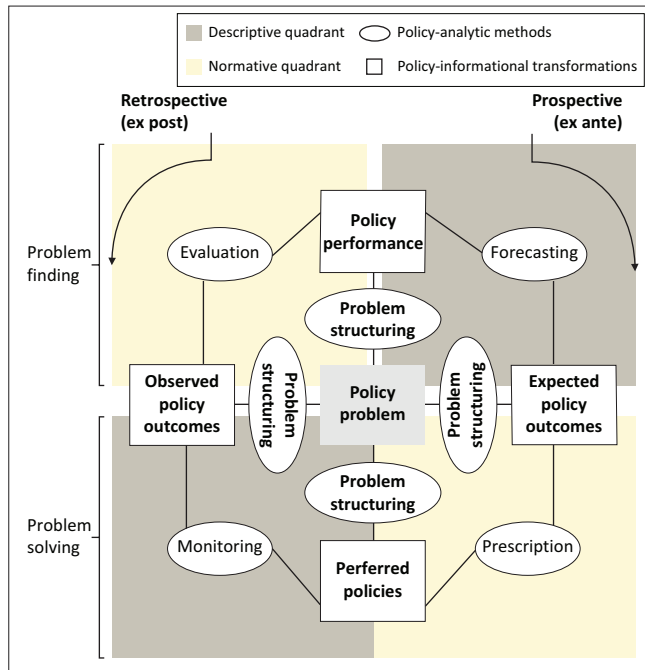 Descriptive quadrant
Policy-analytic methods
Normative quadrant
Policy-informational transformations
Retrospective
(ex post)
Prospective
(ex ante)
Problem
finding
Policy
performance
Evaluation
Forecasting
Problem
structuring
Observed
policy
outcomes
Problem
structuring
Policy
problem
Problem
structuring
Expected
policy
outcomes
Problem
structuring
Problem
solving
Monitoring
Prescription
Perferred
policies